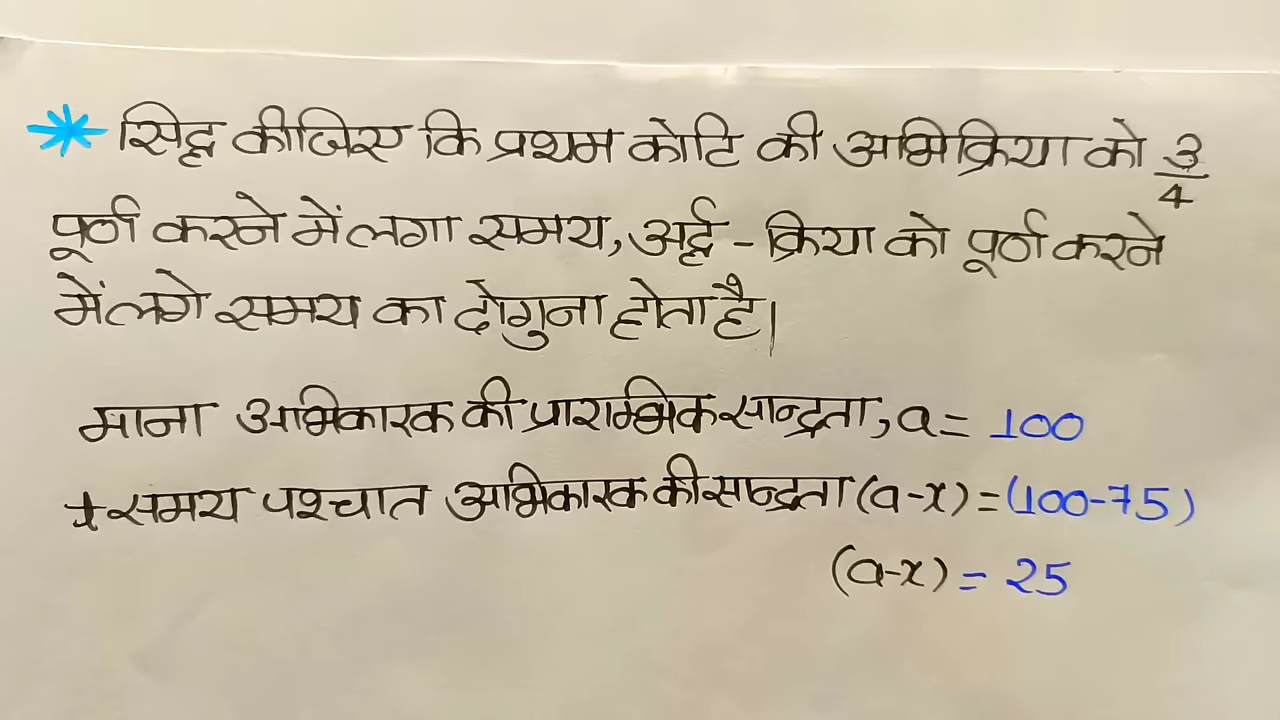 * सिद्ध कीजिए कि प्रथम कोटि की अभिक्रिया को 3/4
पूर्ण करने में लगा समय, अर्द्ध - क्रिया को पूर्ण करने
में लगे समय का दोगुना होता है।
माना अभिकारक की प्रारम्भिक सान्द्रता, a = 100
t समय पश्चात अभिकारक की सान्द्रता (a-x) = (100-75)
(a-x) = 25